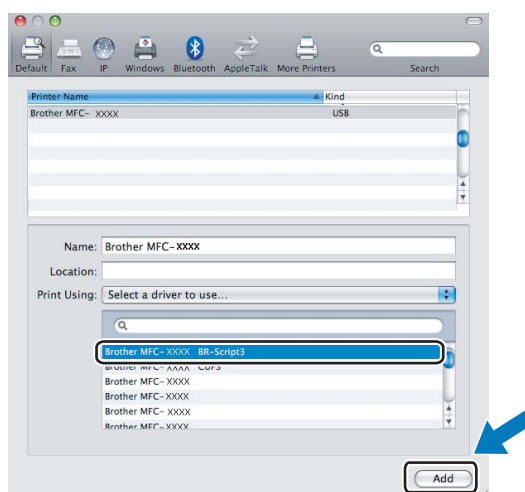 Default Fax IP Windows Bluetooth AppleTalk More Printers Search
Printer Name Kind
Brother MFC- XXXX USB
Name: Brother MFC-XXXX
Location:
Print Using: Select a driver to use...
Brother MFC- XXXX BR-Script3
Brother MFC- XXXX CUPS
Brother MFC- XXXX
Brother MFC- XXXX
Brother MFC- XXXX
Brother MFC- XXXX
Add